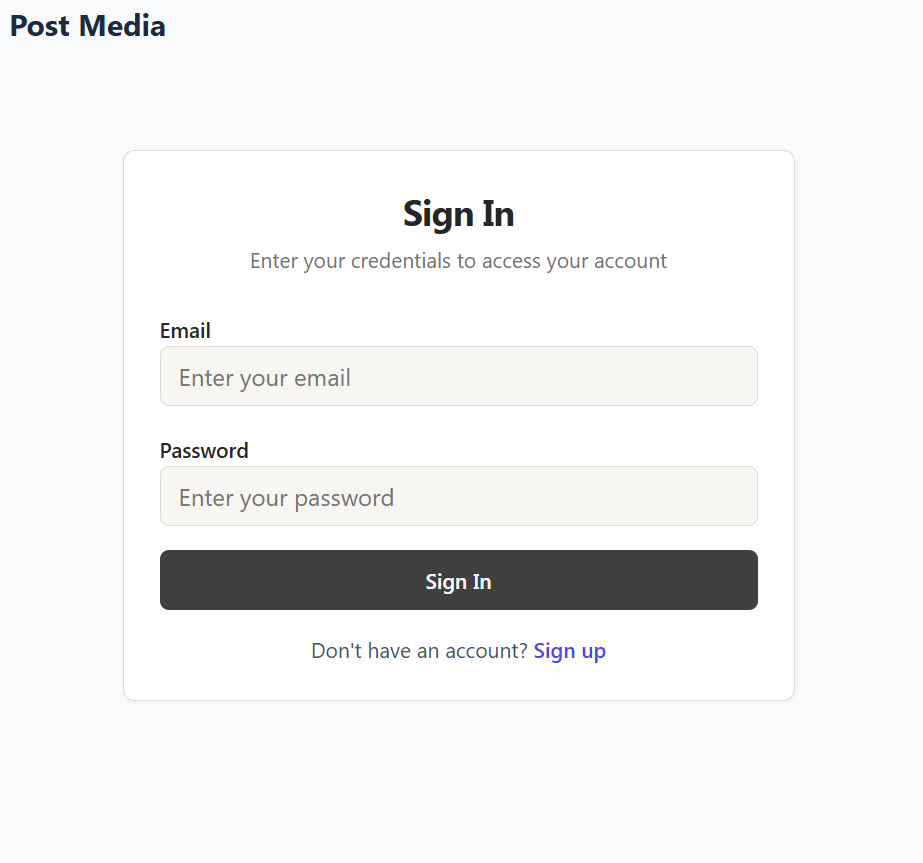 Post Media
Sign In
Enter your credentials to access your account
Email
Enter your email
Password
Enter your password
Sign In
Don't have an account? Sign up